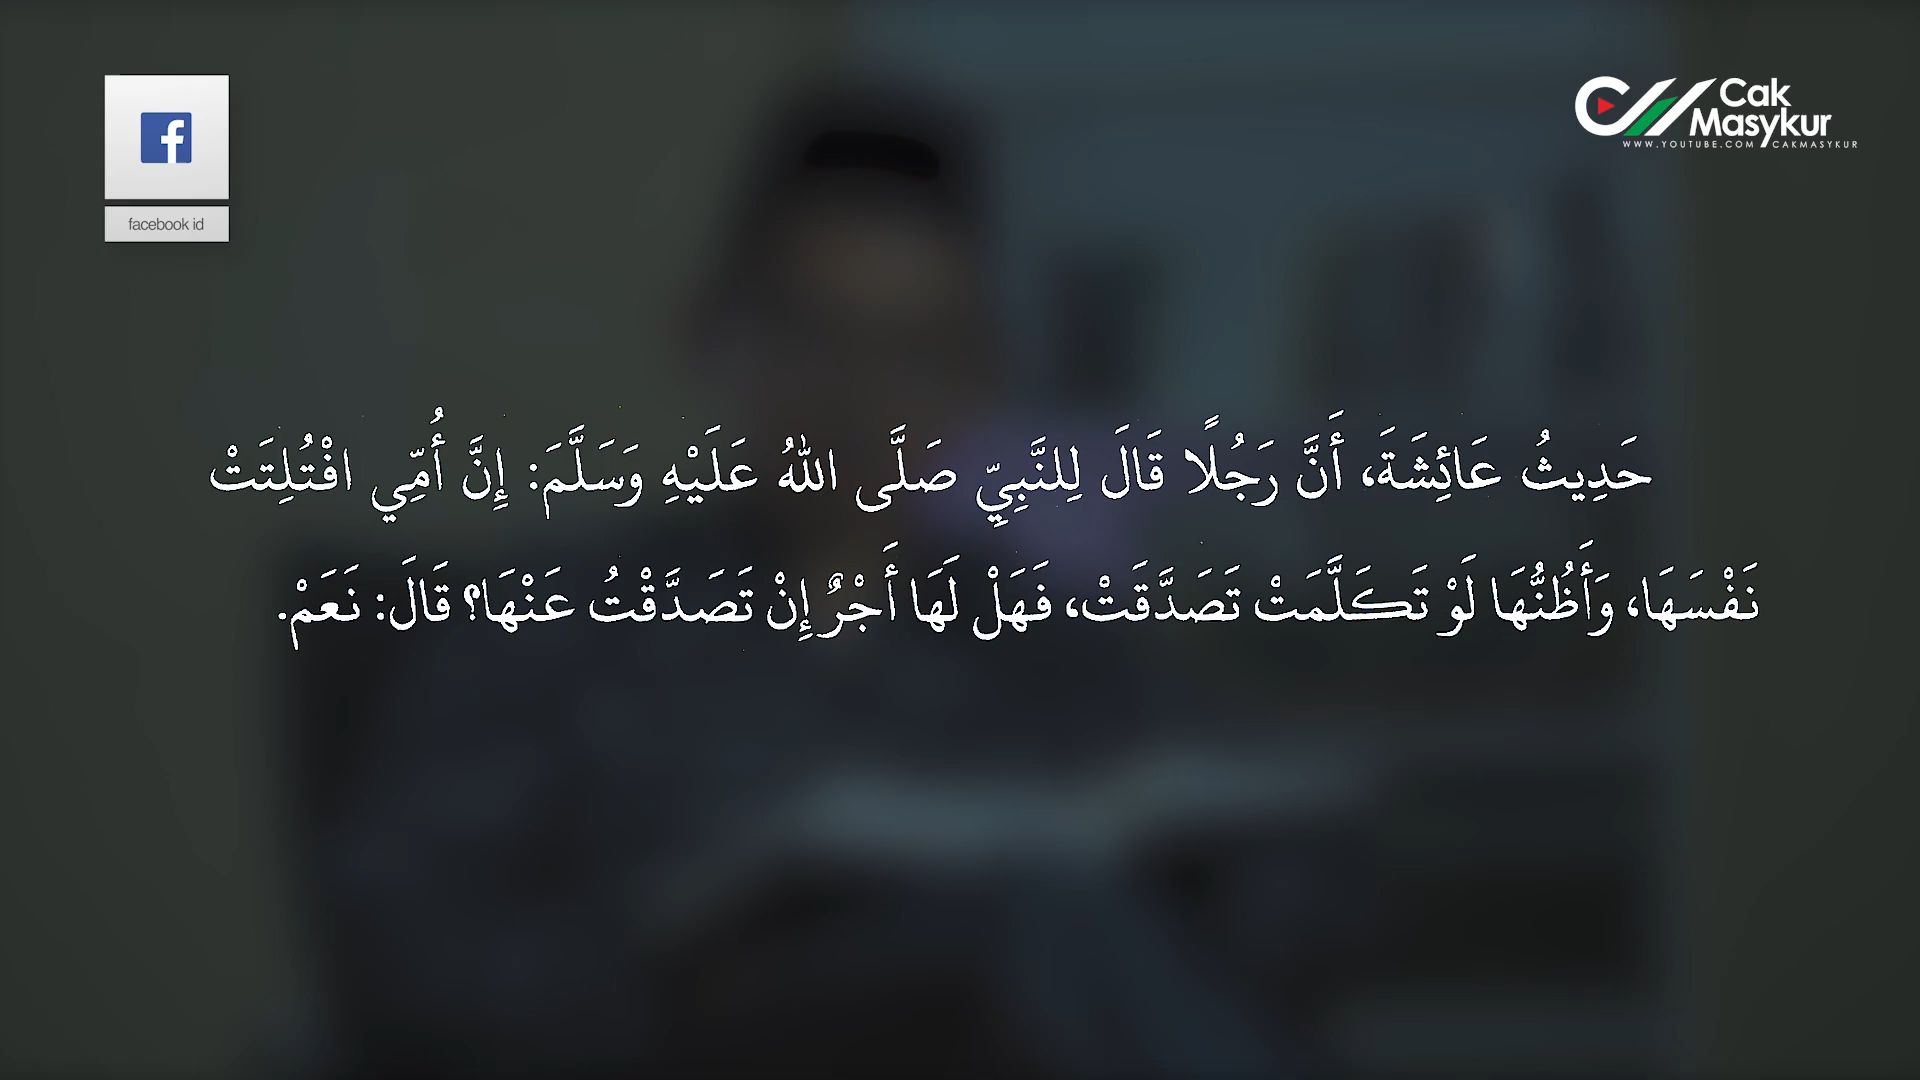 facebook id
Cak
Masykur
WWW.YOUTUBE.COM/CAKMASYKUR
حَدِيثُ عَائِشَةَ، أَنَّ رَجُلًا قَالَ لِلنَّبِيِّ صَلَّى اللهُ عَلَيْهِ وَسَلَّمَ: إِنَّ أُمِّي افْتُلِتَتْ
نَفْسَهَا، وَأَظُنُّهَا لَوْ تَكَلَّمَتْ تَصَدَّقَتْ، فَهَلْ لَهَا أَجْرٌ إِنْ تَصَدَّقْتُ عَنْهَا؟ قَالَ: نَعَمْ.